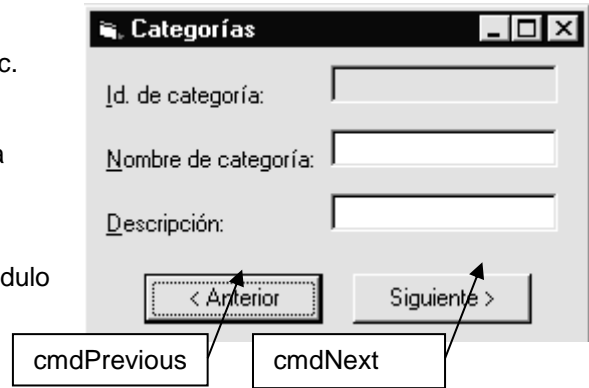 Categorías
c.
Id. de categoría:
a
Nombre de categoría:
Descripción:
dulo
< Anterior
Siguiente >
cmdPrevious
cmdNext